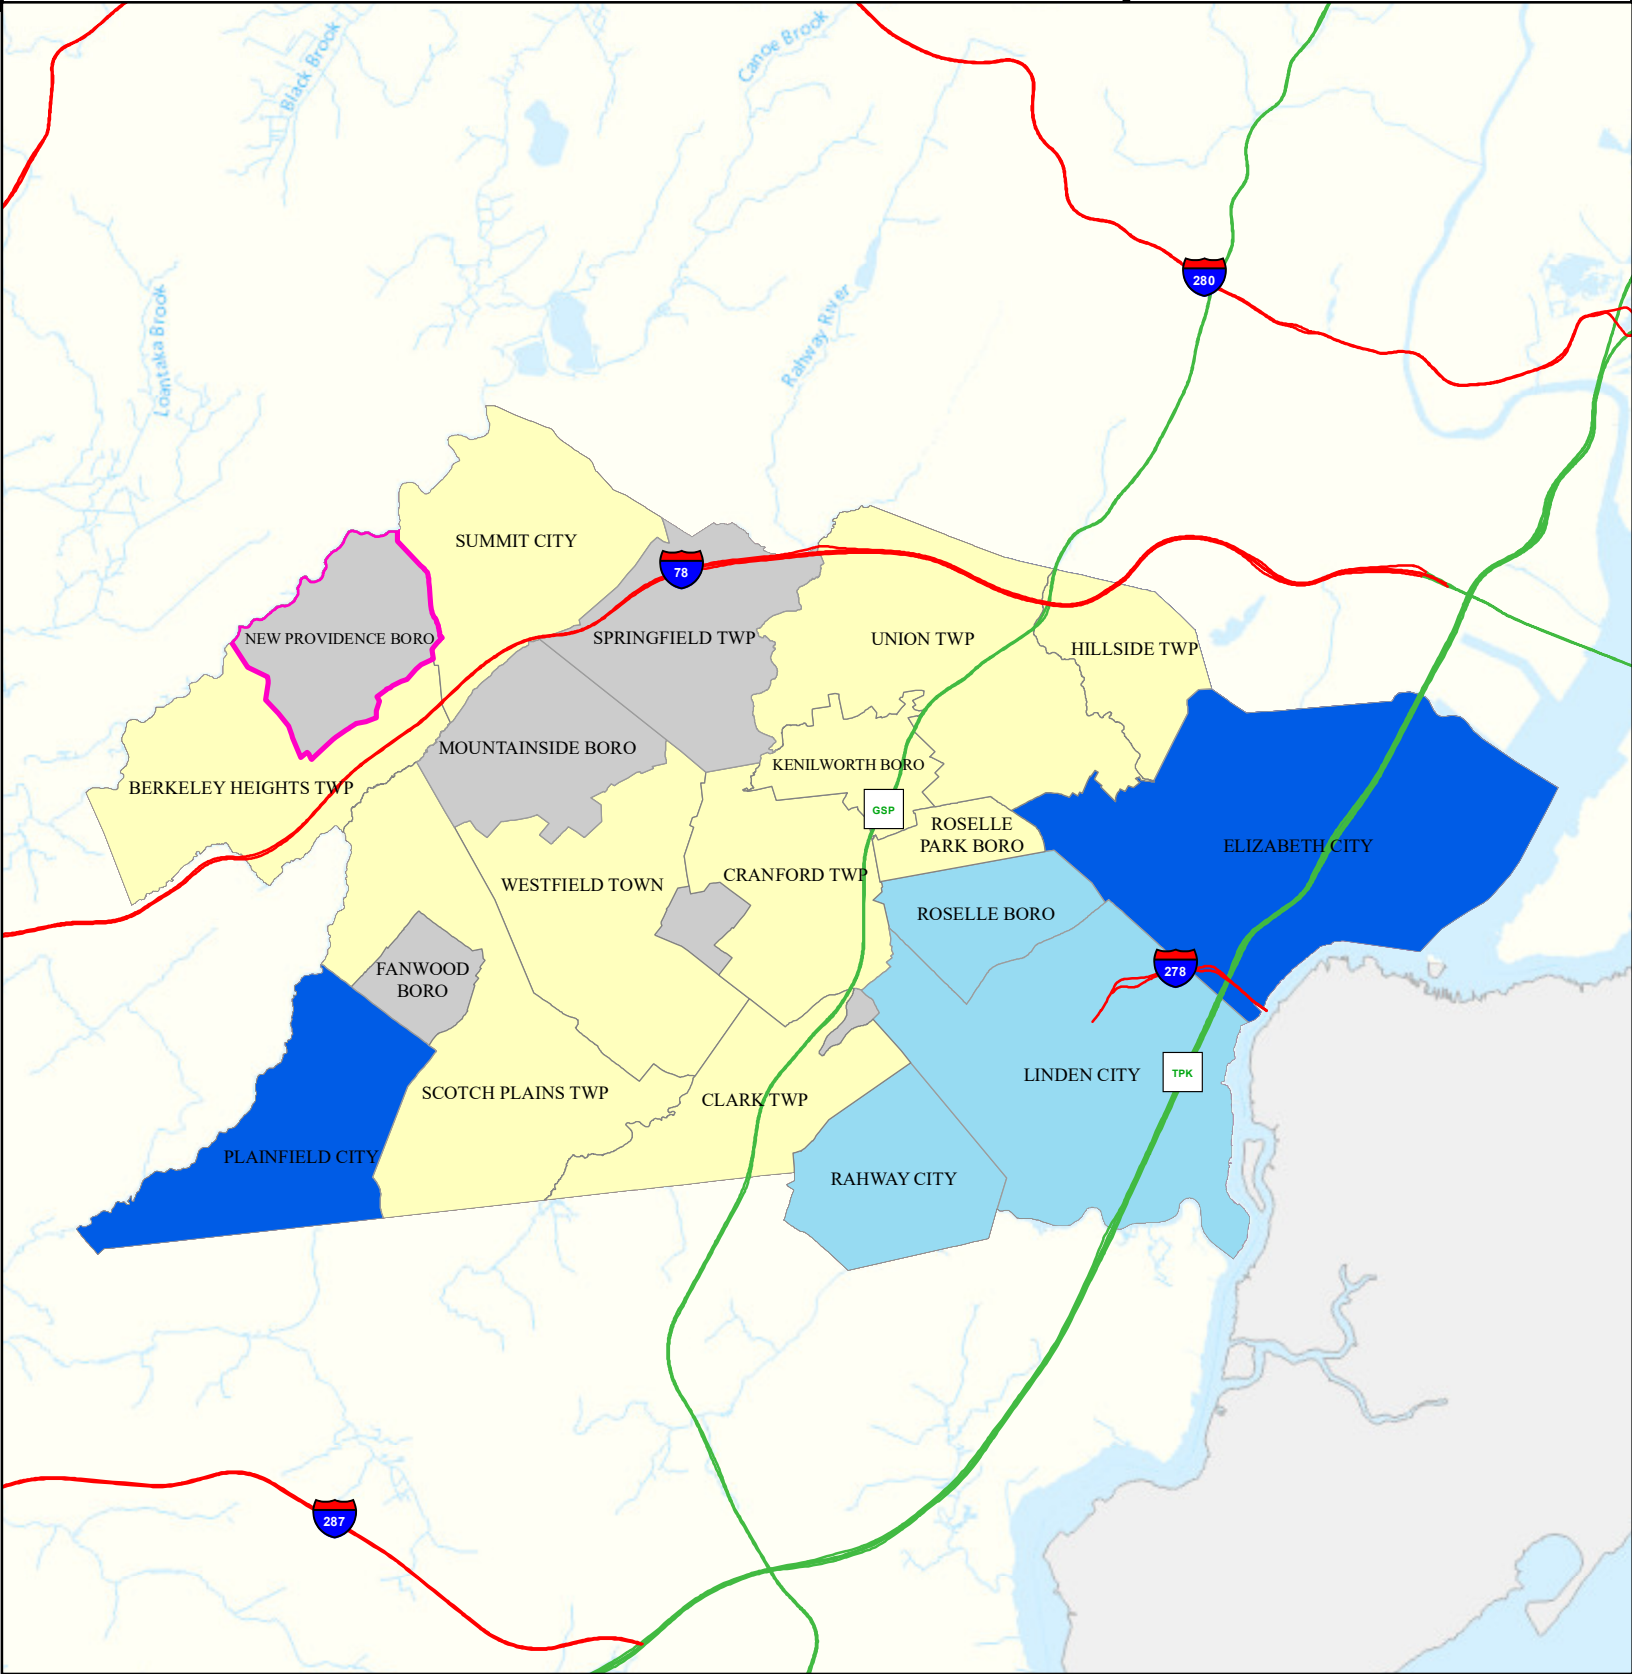 Black Brook
Canoe Brook
280
Loantaka Brook
Rahway River
SUMMIT CITY
78
NEW PROVIDENCE BORO
SPRINGFIELD TWP
UNION TWP
HILLSIDE TWP
MOUNTAINSIDE BORO
KENILWORTH BORO
BERKELEY HEIGHTS TWP
GSP
ROSELLE
PARK BORO
ELIZABETH CITY
WESTFIELD TOWN
CRANFORD TWP
ROSELLE BORO
FANWOOD
BORO
278
LINDEN CITY
TPK
SCOTCH PLAINS TWP
CLARK TWP
PLAINFIELD CITY
RAHWAY CITY
287